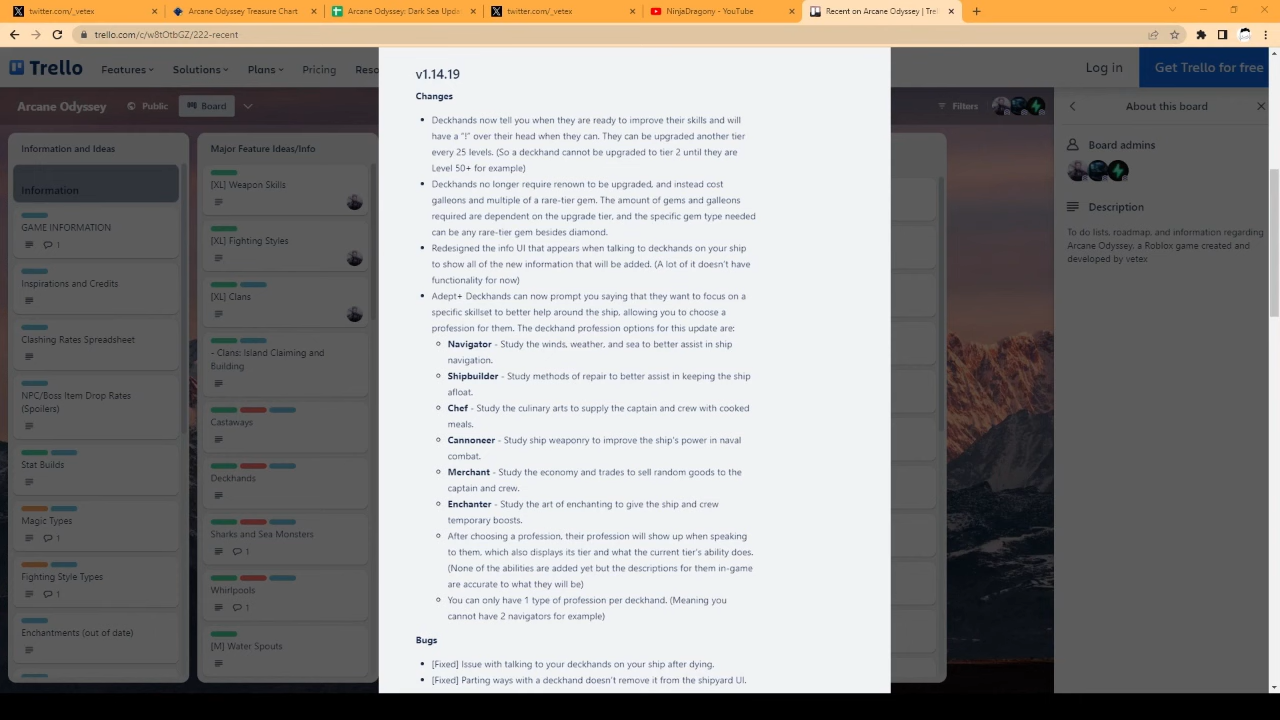 twitter.com/_vetex
Arcane Odyssey Treasure Chart
Arcane Odyssey: Dark Sea Upda
twitter.com/_vetex
NinjaDragony - YouTube
Recent on Arcane Odyssey | Trel
trello.com/c/w8tOtbGZ/222-recent
Trello
Features
Solutions
Plans
Pricing
Reso
Log in
Get Trello for free
Arcane Odyssey
Public
Board
Filters
Information and Ideas
Information
GAME INFORMATION
1
Inspirations and Credits
Clashing Rates Spreadsheet
NPC/Boss Item Drop Rates
(Spoilers)
Stat Builds
Magic Types
1
Fighting Style Types
1
Enchantments (out of date)
Major Feature Ideas/Info
[XL] Weapon Skills
[XL] Fighting Styles
[XL] Clans
- Clans: Island Claiming and
Building
Castaways
Deckhands
Sharks and Sea Monsters
1
Whirlpools
1
[M] Water Spouts
v1.14.19
Changes
• Deckhands now tell you when they are ready to improve their skills and will
have a "!" over their head when they can. They can be upgraded another tier
every 25 levels. (So a deckhand cannot be upgraded to tier 2 until they are
Level 50+ for example)
• Deckhands no longer require renown to be upgraded, and instead cost
galleons and multiple of a rare-tier gem. The amount of gems and galleons
required are dependent on the upgrade tier, and the specific gem type needed
can be any rare-tier gem besides diamond.
• Redesigned the info UI that appears when talking to deckhands on your ship
to show all of the new information that will be added. (A lot of it doesn't have
functionality for now)
• Adept+ Deckhands can now prompt you saying that they want to focus on a
specific skillset to better help around the ship, allowing you to choose a
profession for them. The deckhand profession options for this update are:
◦ Navigator - Study the winds, weather, and sea to better assist in ship
navigation.
◦ Shipbuilder - Study methods of repair to better assist in keeping the ship
afloat.
◦ Chef - Study the culinary arts to supply the captain and crew with cooked
meals.
◦ Cannoneer - Study ship weaponry to improve the ship's power in naval
combat.
◦ Merchant - Study the economy and trades to sell random goods to the
captain and crew.
◦ Enchanter - Study the art of enchanting to give the ship and crew
temporary boosts.
◦ After choosing a profession, their profession will show up when speaking
to them, which also displays its tier and what the current tier's ability does.
(None of the abilities are added yet but the descriptions for them in-game
are accurate to what they will be)
◦ You can only have 1 type of profession per deckhand. (Meaning you
cannot have 2 navigators for example)
Bugs
• [Fixed] Issue with talking to your deckhands on your ship after dying.
• [Fixed] Parting ways with a deckhand doesn't remove it from the shipyard UI.
About this board
Board admins
Description
To do lists, roadmap, and information regarding
Arcane Odyssey, a Roblox game created and
developed by vetex